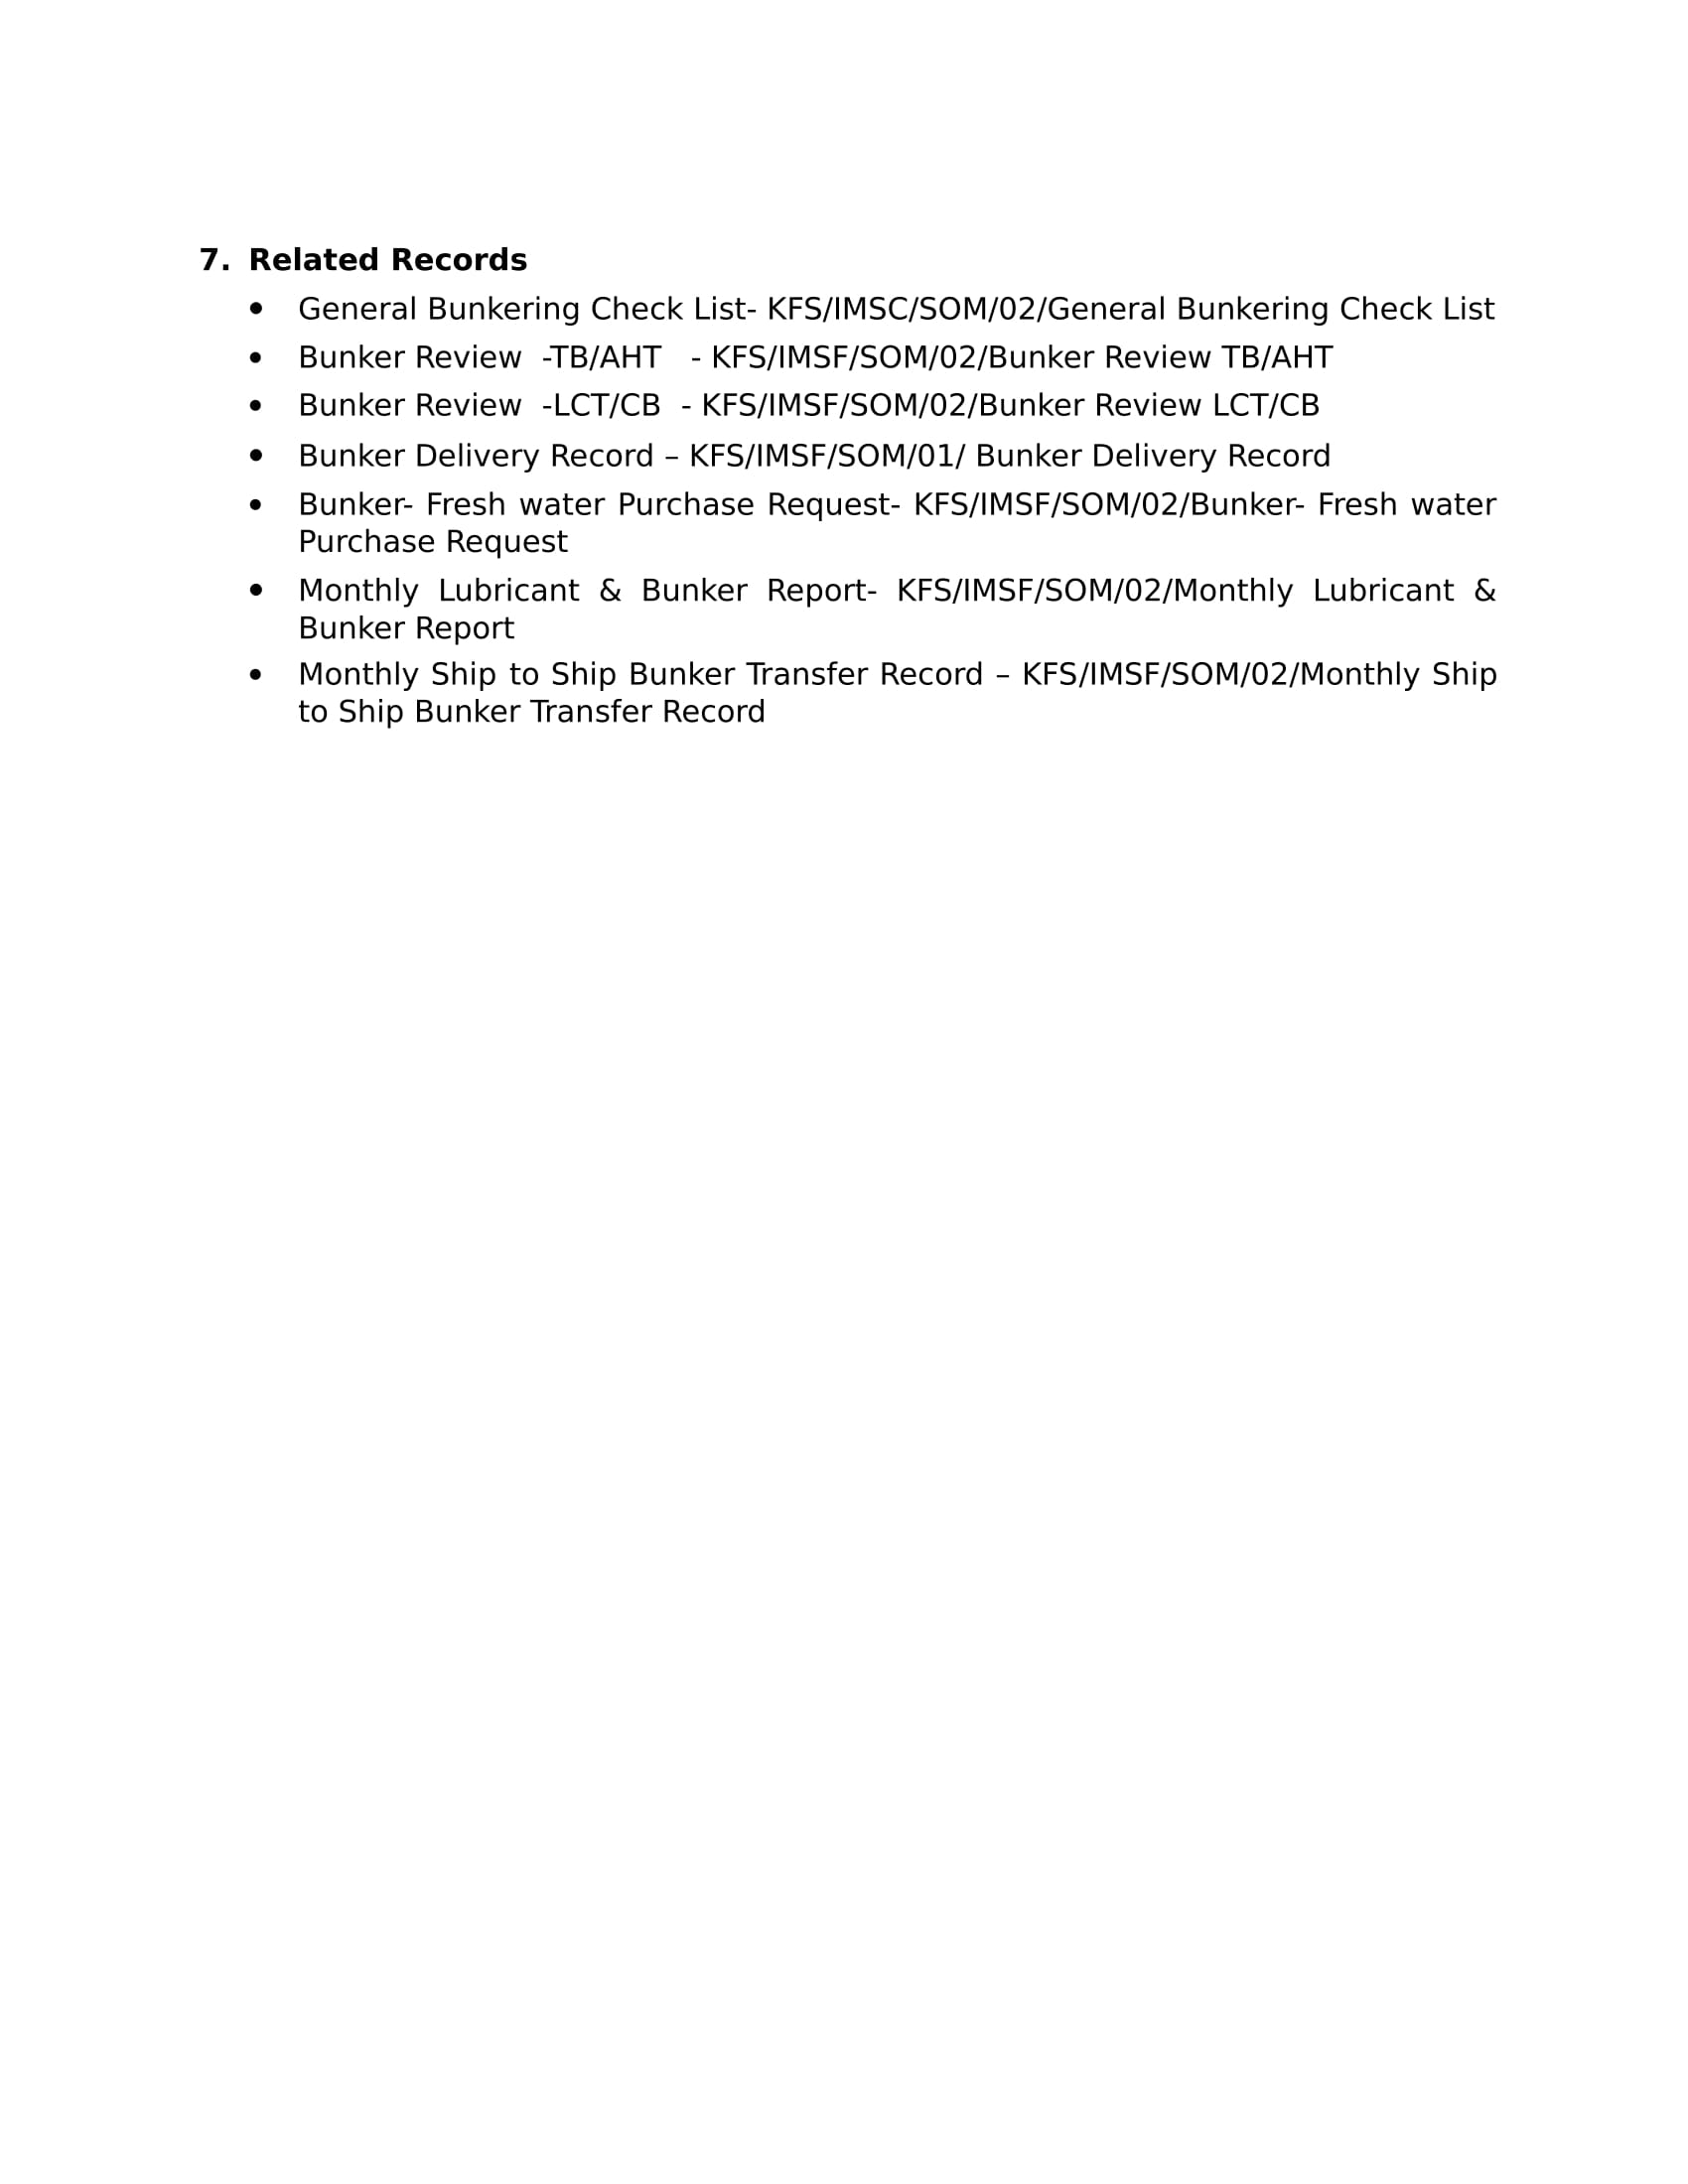 7. Related Records
• General Bunkering Check List- KFS/IMSC/SOM/02/General Bunkering Check List
• Bunker Review  -TB/AHT   - KFS/IMSF/SOM/02/Bunker Review TB/AHT
• Bunker Review  -LCT/CB  - KFS/IMSF/SOM/02/Bunker Review LCT/CB
• Bunker Delivery Record – KFS/IMSF/SOM/01/ Bunker Delivery Record
• Bunker- Fresh water Purchase Request- KFS/IMSF/SOM/02/Bunker- Fresh water
Purchase Request
• Monthly Lubricant & Bunker Report- KFS/IMSF/SOM/02/Monthly Lubricant &
Bunker Report
• Monthly Ship to Ship Bunker Transfer Record – KFS/IMSF/SOM/02/Monthly Ship
to Ship Bunker Transfer Record